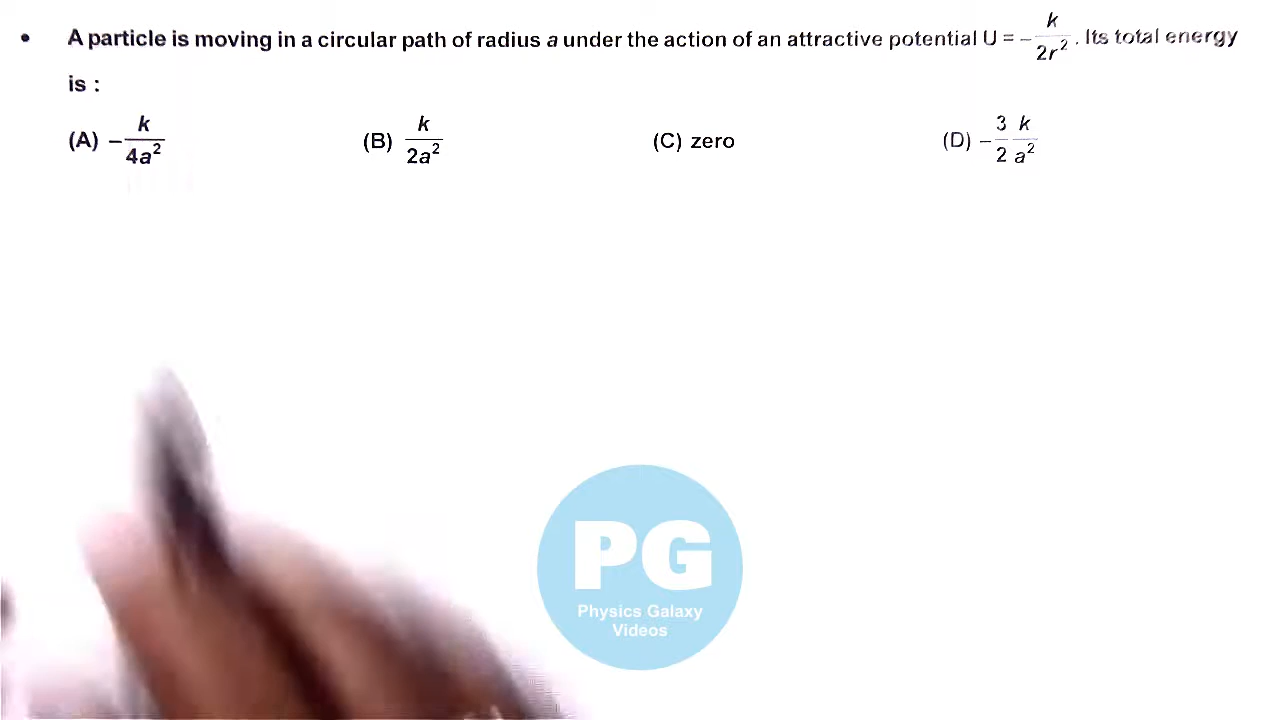 • A particle is moving in a circular path of radius a under the action of an attractive potential U = −k/2r². Its total energy
is :
(A) −k/4a² (B) k/2a² (C) zero (D) −3/2 k/a²
PG
Physics Galaxy
Videos